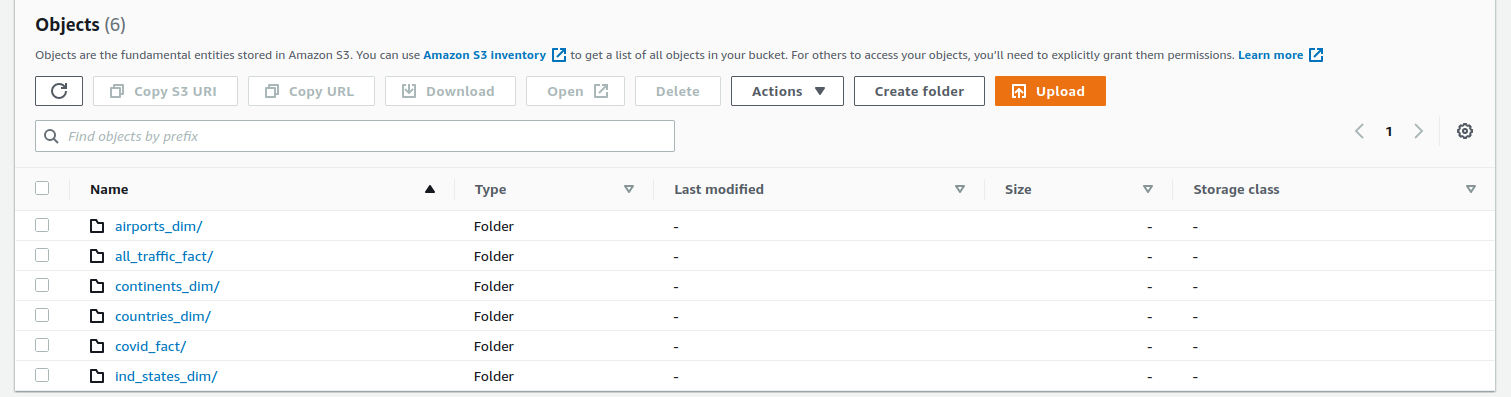 Objects (6)
Objects are the fundamental entities stored in Amazon S3. You can use Amazon S3 inventory to get a list of all objects in your bucket. For others to access your objects, you'll need to explicitly grant them permissions. Learn more
Copy S3 URI Copy URL Download Open Delete Actions Create folder Upload
Find objects by prefix 1
Name Type Last modified Size Storage class
airports_dim/ Folder - - -
all_traffic_fact/ Folder - - -
continents_dim/ Folder - - -
countries_dim/ Folder - - -
covid_fact/ Folder - - -
ind_states_dim/ Folder - - -